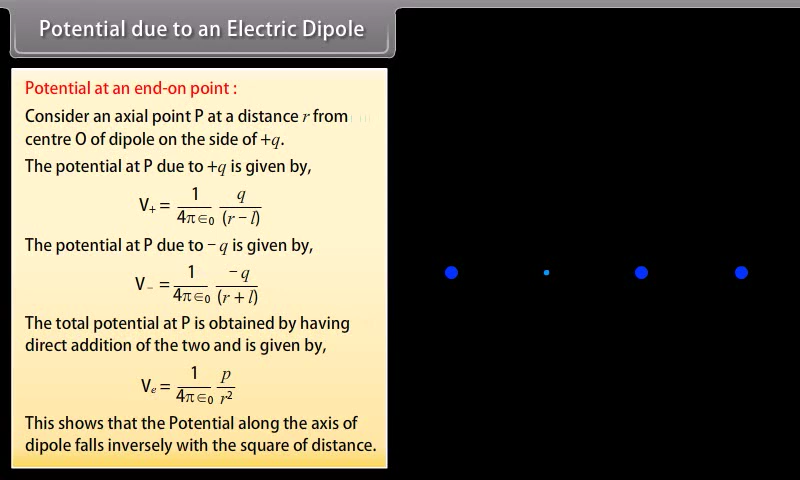 Potential due to an Electric Dipole
Potential at an end-on point :
Consider an axial point P at a distance r from
centre O of dipole on the side of +q.
The potential at P due to +q is given by,
V₊ = 1/4π∈₀ q/(r – l)
The potential at P due to – q is given by,
V₋ = 1/4π∈₀ – q/(r + l)
The total potential at P is obtained by having
direct addition of the two and is given by,
Vₑ = 1/4π∈₀ p/r²
This shows that the Potential along the axis of
dipole falls inversely with the square of distance.